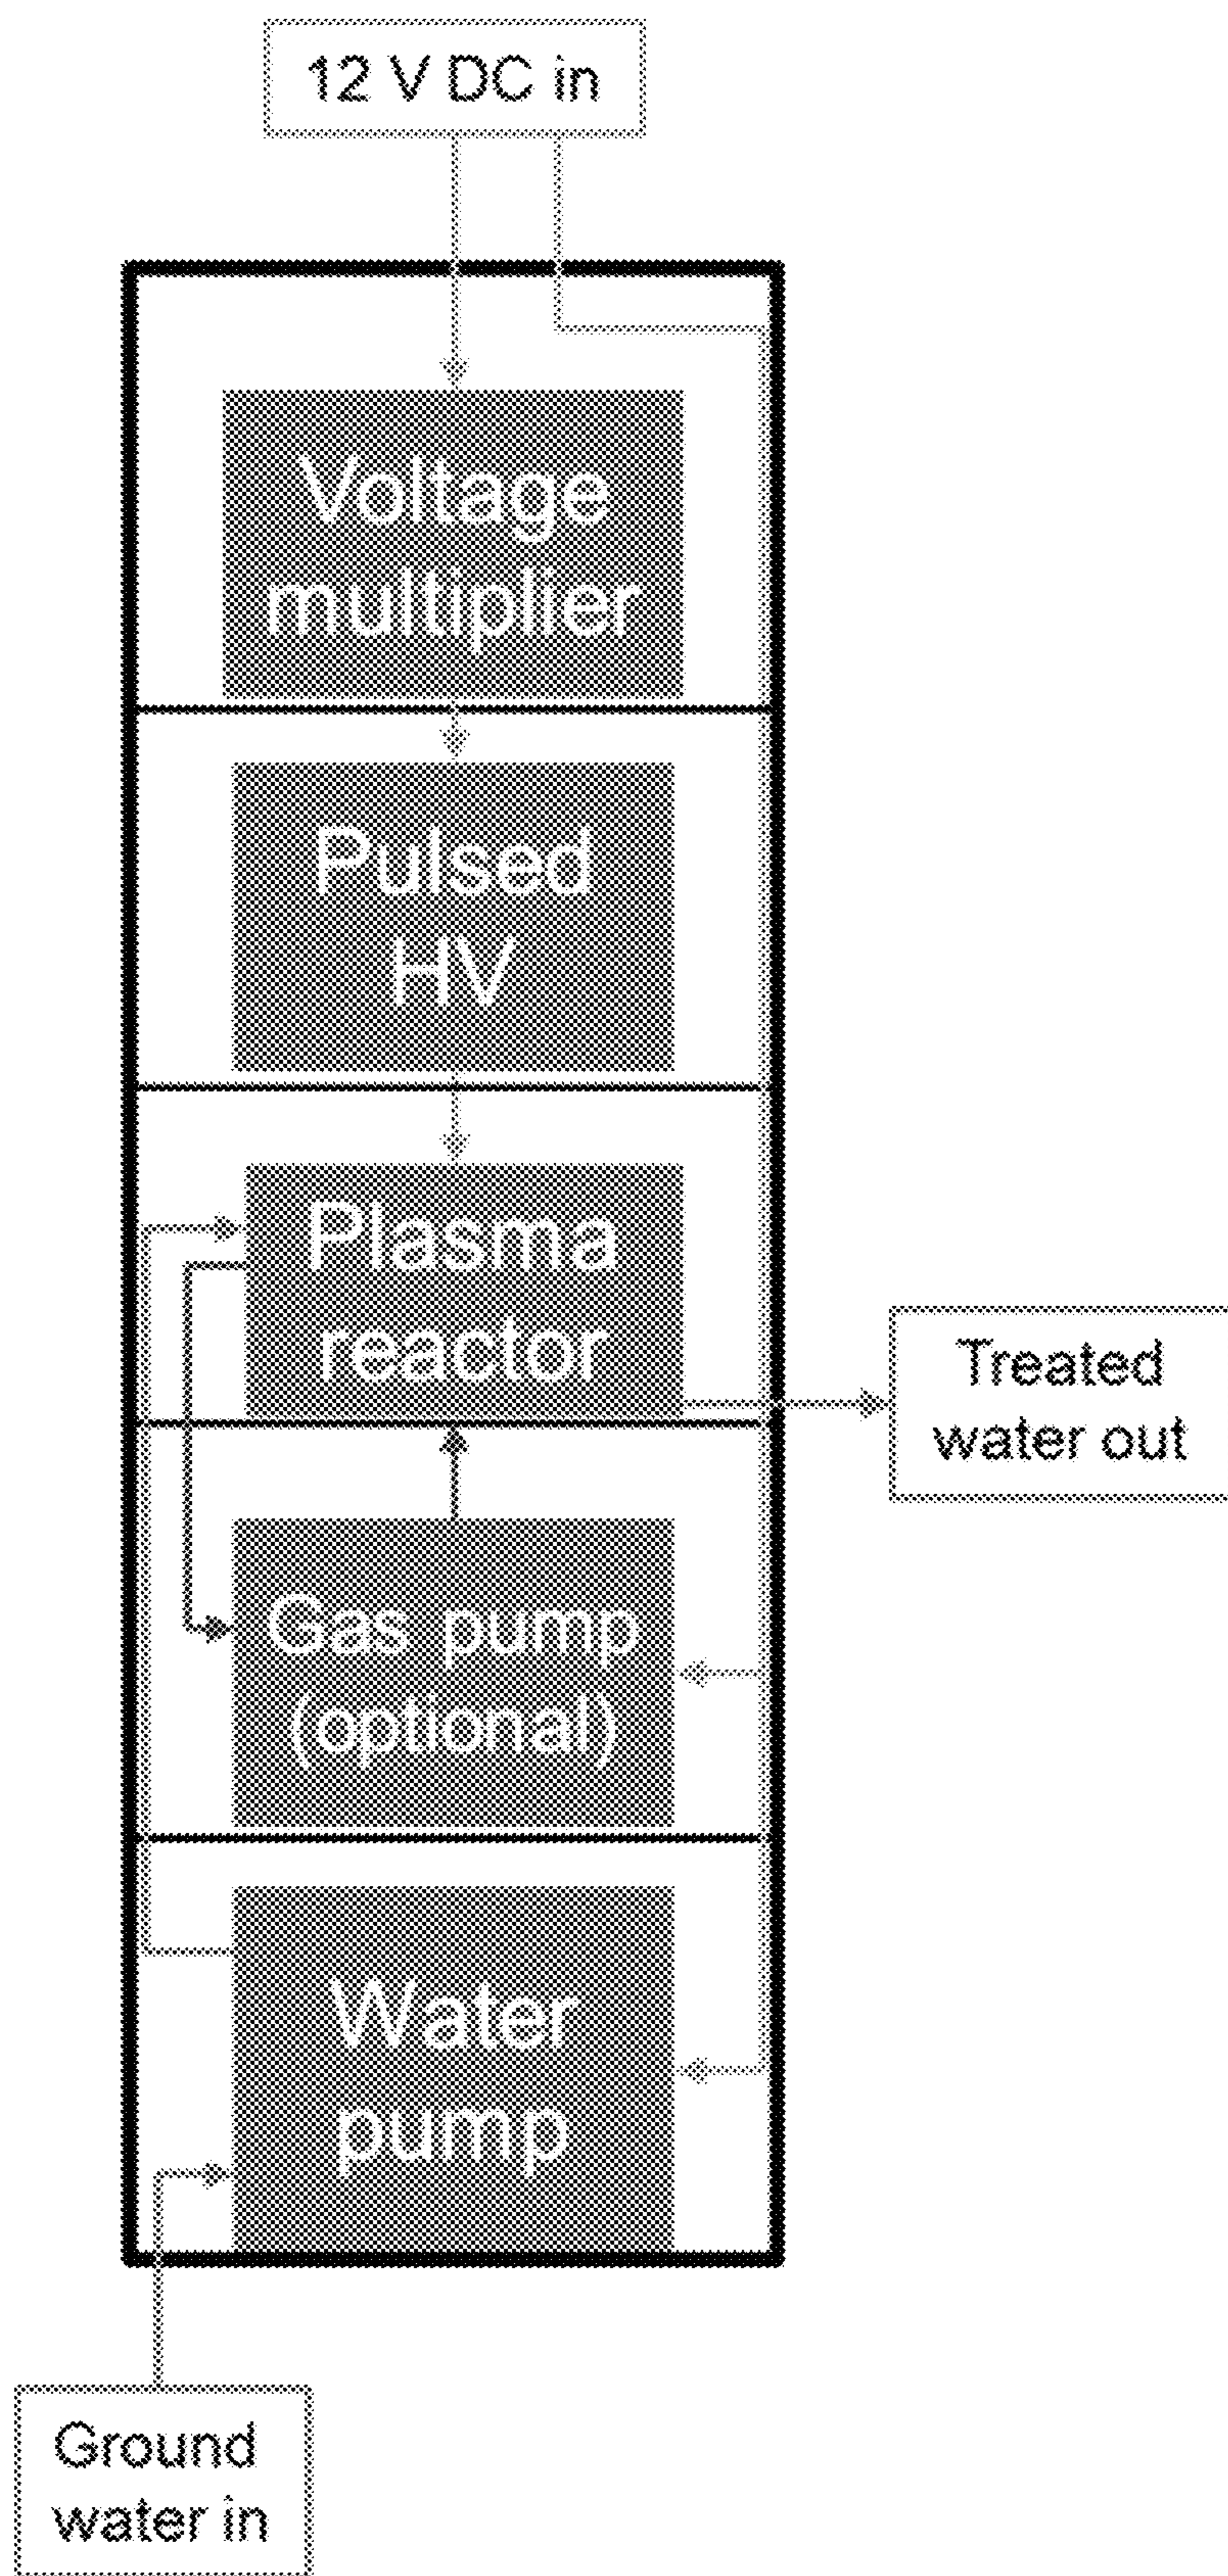 12 V DC in
Voltage
multiplier
Pulsed
HV
Plasma
reactor
Treated
water out
Gas pump
(optional)
Water
pump
Ground
water in